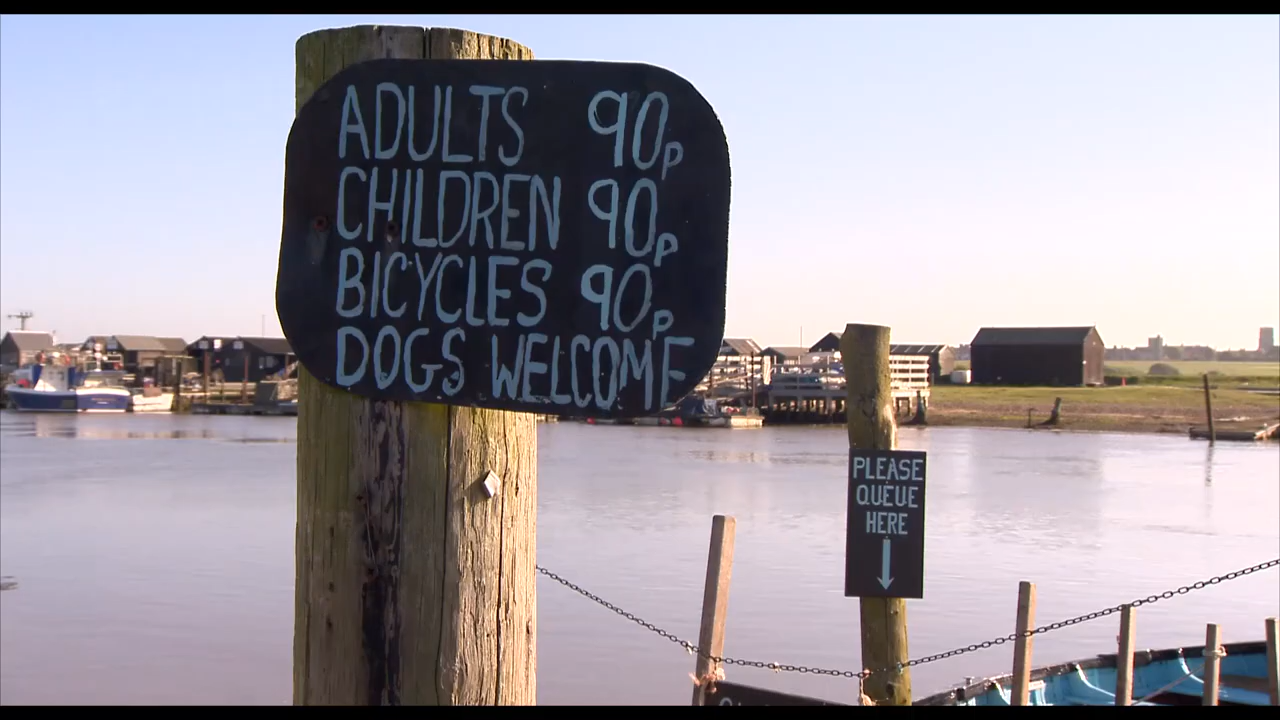 ADULTS 90p
CHILDREN 90p
BICYCLES 90p
DOGS WELCOME
PLEASE
QUEUE
HERE